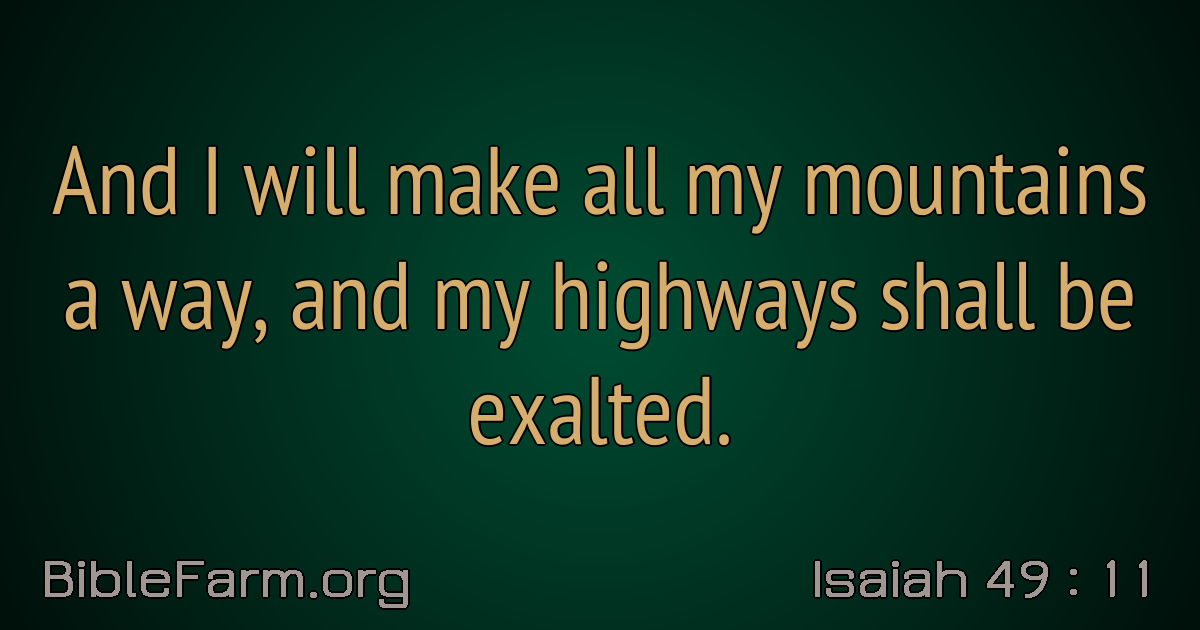 And I will make all my mountains
a way, and my highways shall be
exalted.
BibleFarm.org
Isaiah 49 : 11